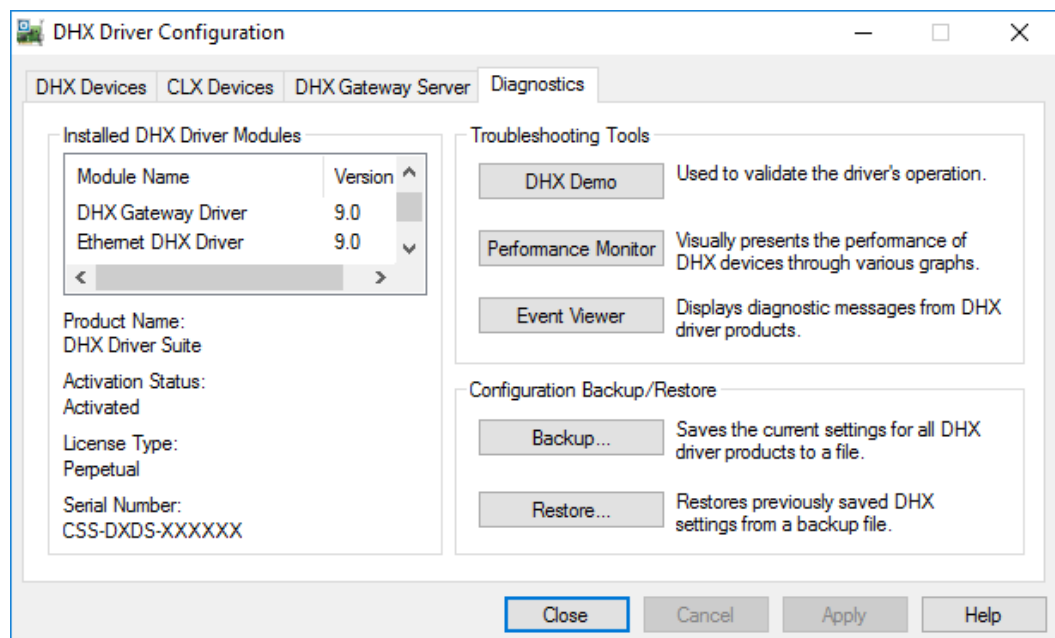 DHX Driver Configuration
DHX Devices CLX Devices DHX Gateway Server Diagnostics
Installed DHX Driver Modules
Module Name Version
DHX Gateway Driver 9.0
Ethernet DHX Driver 9.0
Product Name:
DHX Driver Suite
Activation Status:
Activated
License Type:
Perpetual
Serial Number:
CSS-DXDS-XXXXXX
Troubleshooting Tools
DHX Demo
Used to validate the driver's operation.
Performance Monitor
Visually presents the performance of
DHX devices through various graphs.
Event Viewer
Displays diagnostic messages from DHX
driver products.
Configuration Backup/Restore
Backup...
Saves the current settings for all DHX
driver products to a file.
Restore...
Restores previously saved DHX
settings from a backup file.
Close Cancel Apply Help